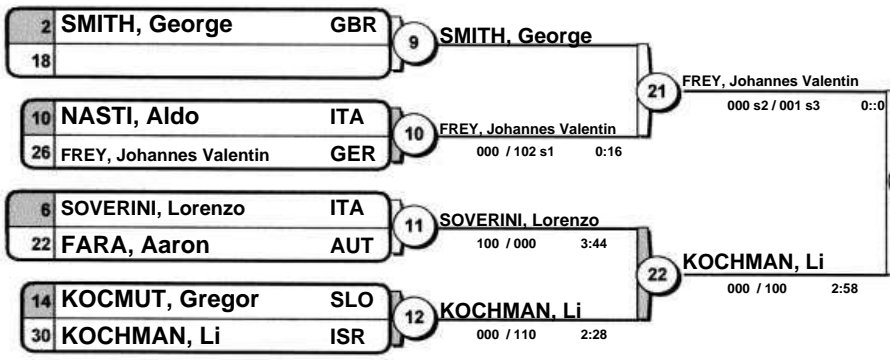 2 SMITH, George GBR
18
9 SMITH, George
10 NASTI, Aldo ITA
26 FREY, Johannes Valentin GER
10 FREY, Johannes Valentin
000 / 102 s1 0:16
21 FREY, Johannes Valentin
000 s2 / 001 s3 0::0
6 SOVERINI, Lorenzo ITA
22 FARA, Aaron AUT
11 SOVERINI, Lorenzo
100 / 000 3:44
14 KOCMUT, Gregor SLO
30 KOCHMAN, Li ISR
12 KOCHMAN, Li
000 / 110 2:28
22 KOCHMAN, Li
000 / 100 2:58